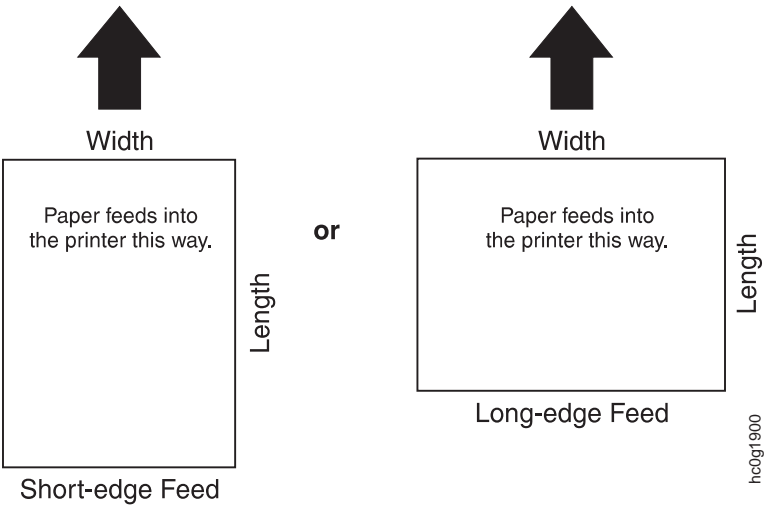 Width
Paper feeds into
the printer this way.
Length
Short-edge Feed
or
Width
Paper feeds into
the printer this way.
Length
Long-edge Feed
hc0g1900